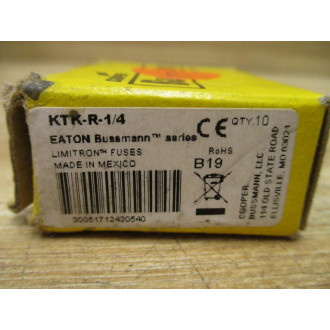 KTK-R-1/4
EATON Bussmann™ series
LIMITRON™ FUSES
MADE IN MEXICO
CE
QTY.10
RoHS
B19
30051712420540
COOPER
BUSSMANN, LLC
114 OLD STATE ROAD
ELLISVILLE, MO 63021